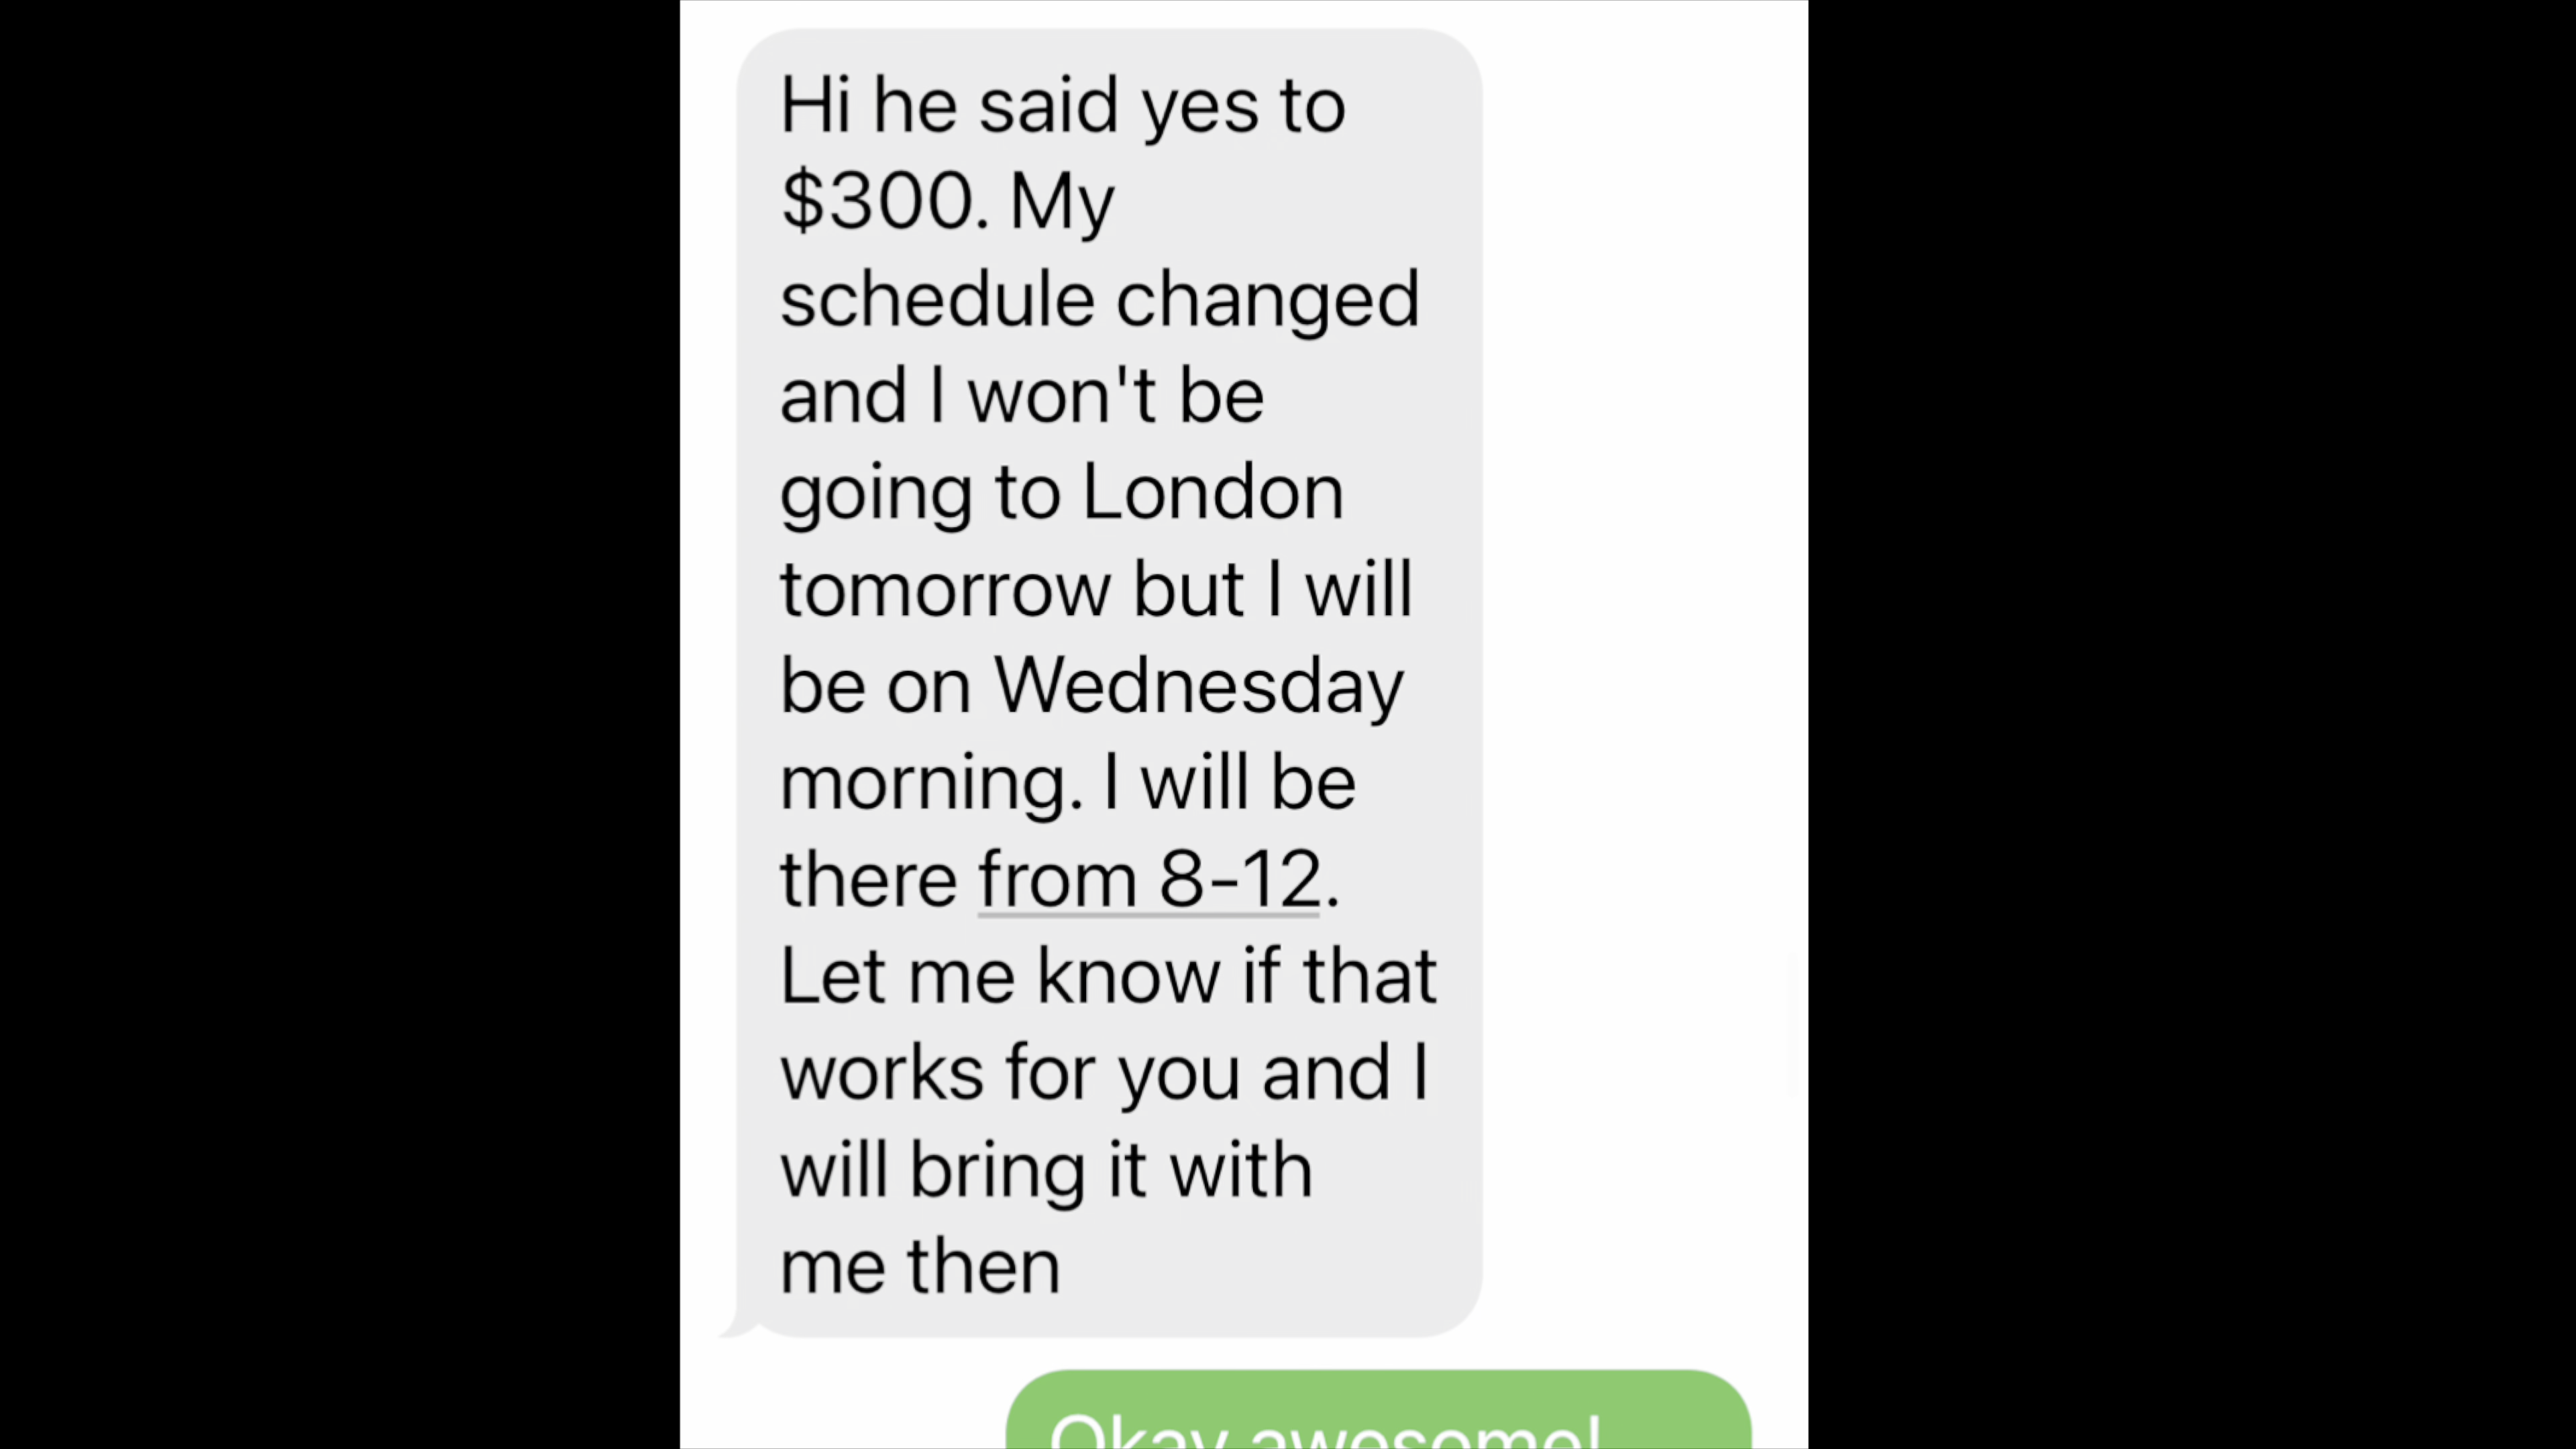 Hi he said yes to
$300. My
schedule changed
and I won't be
going to London
tomorrow but I will
be on Wednesday
morning. I will be
there from 8-12.
Let me know if that
works for you and I
will bring it with
me then
Okay awesome!